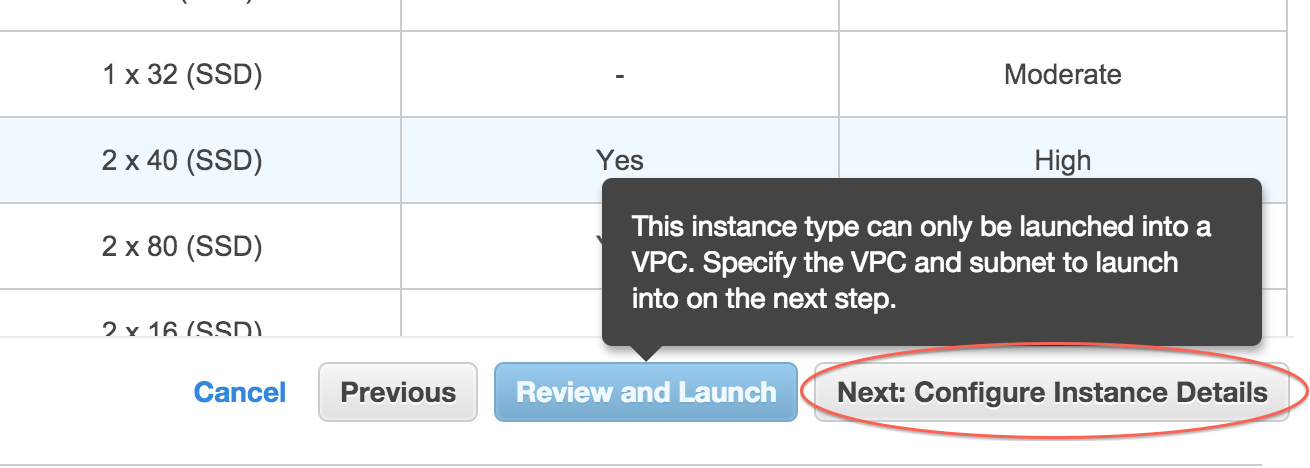 1 x 32 (SSD) - Moderate
2 x 40 (SSD) Yes High
2 x 80 (SSD)
2 x 16 (SSD)
This instance type can only be launched into a
VPC. Specify the VPC and subnet to launch
into on the next step.
Cancel Previous Review and Launch Next: Configure Instance Details